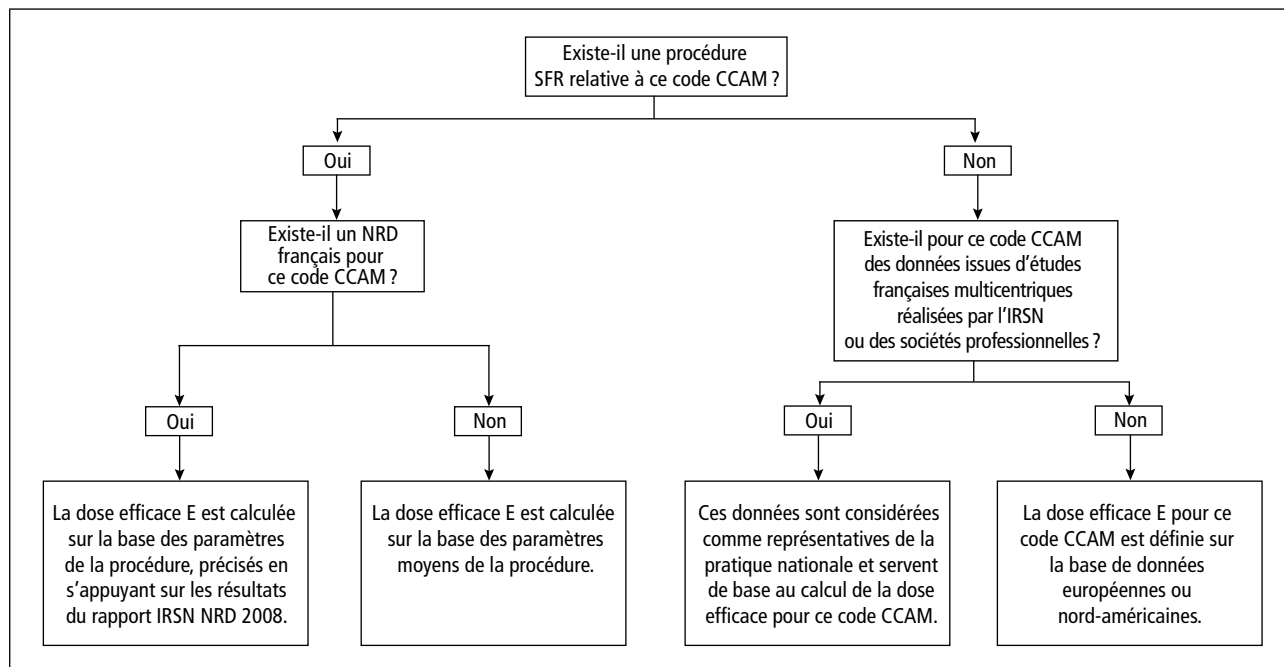 Existe-il une procédure
SFR relative à ce code CCAM ?
Oui
Non
Existe-il un NRD
français pour
ce code CCAM ?
Existe-il pour ce code CCAM
des données issues d’études
françaises multicentriques
réalisées par l’IRSN
ou des sociétés professionnelles ?
Oui
Non
Oui
Non
La dose efficace E est calculée
sur la base des paramètres
de la procédure, précisés en
s’appuyant sur les résultats
du rapport IRSN NRD 2008.
La dose efficace E est calculée
sur la base des paramètres
moyens de la procédure.
Ces données sont considérées
comme représentatives de la
pratique nationale et servent
de base au calcul de la dose
efficace pour ce code CCAM.
La dose efficace E pour ce
code CCAM est définie sur
la base de données
européennes ou
nord-américaines.